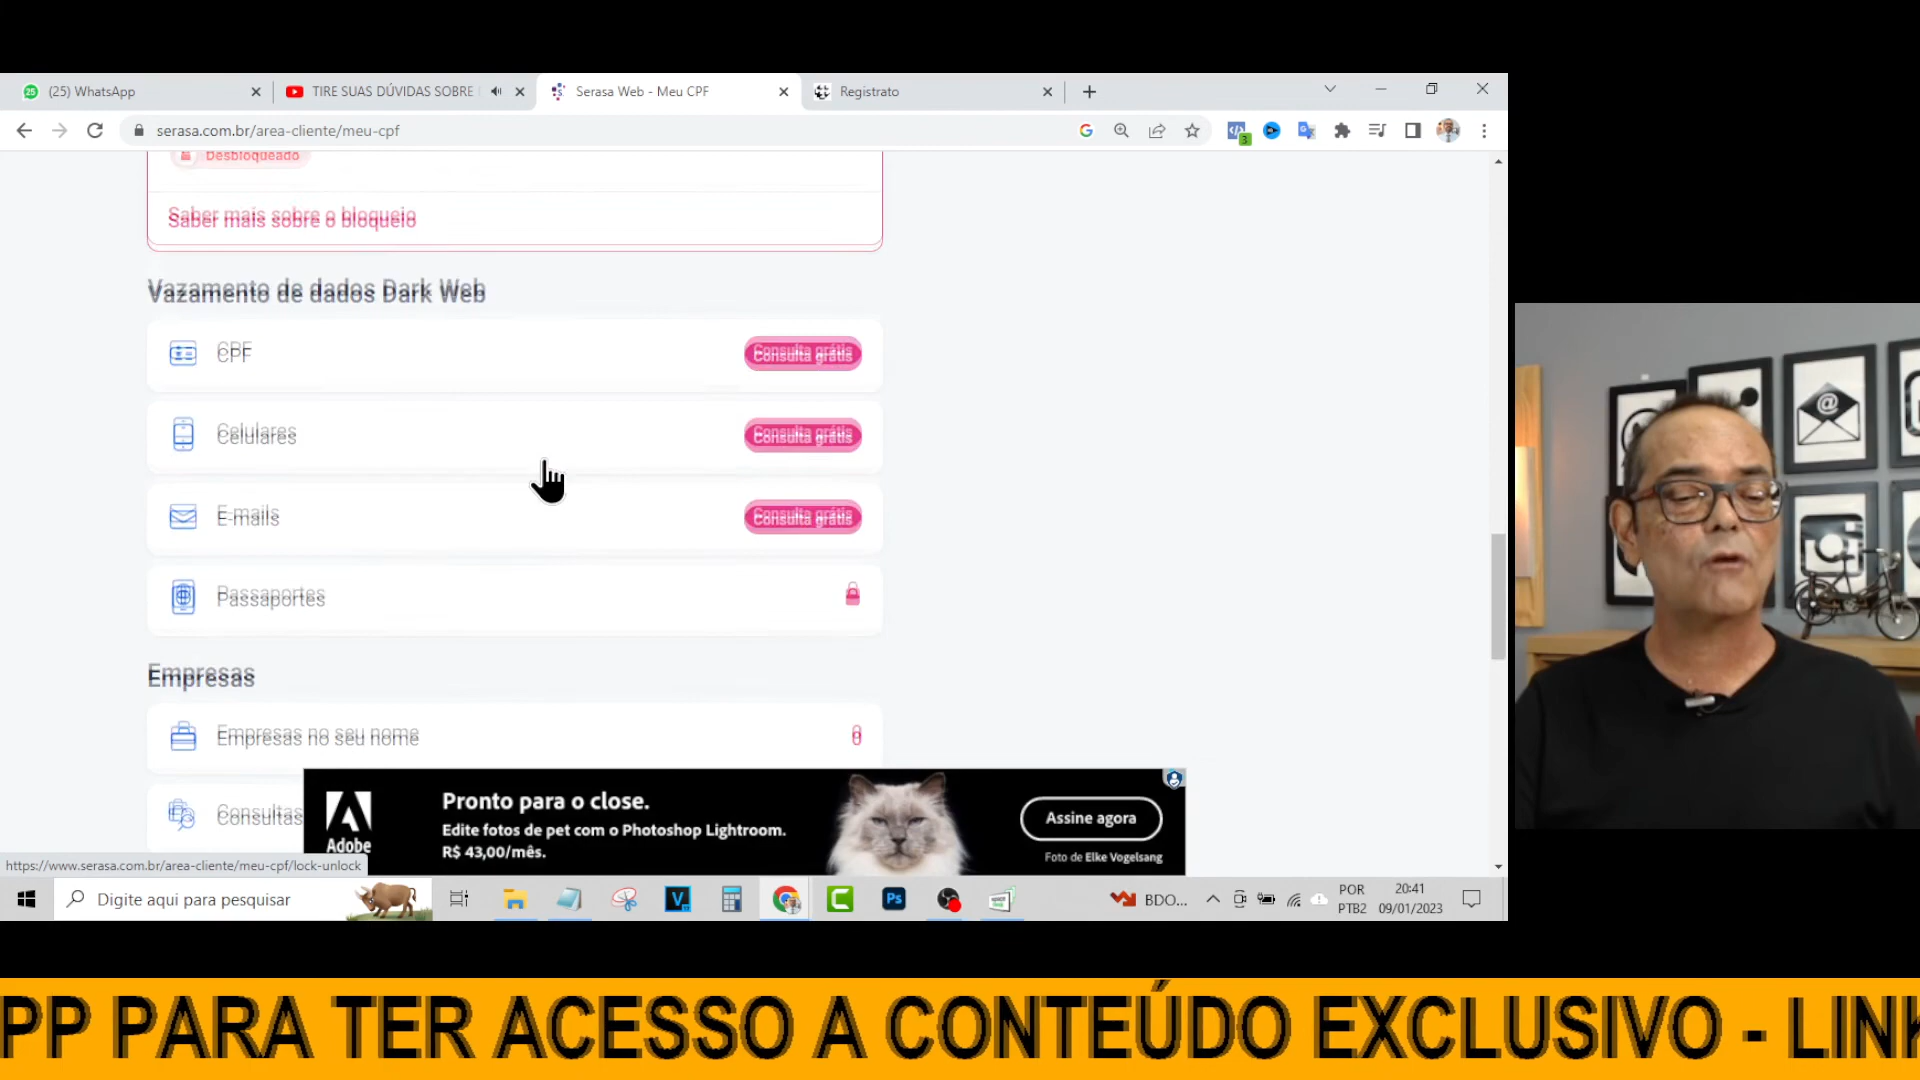 (25) WhatsApp
TIRE SUAS DÚVIDAS SOBRE
Serasa Web - Meu CPF
Registrato
serasa.com.br/area-cliente/meu-cpf
3
Desbloqueado
Saber mais sobre o bloqueio
Vazamento de dados Dark Web
CPF
Consulta grátis
Celulares
Consulta grátis
E-mails
Consulta grátis
Passaportes
Empresas
Empresas no seu nome
Consultas
Adobe
Pronto para o close.
Edite fotos de pet com o Photoshop Lightroom.
R$ 43,00/mês.
Assine agora
Foto de Elke Vogelsang
https://www.serasa.com.br/area-cliente/meu-cpf/lock-unlock
Digite aqui para pesquisar
Ps
BDO...
POR
PTB2
20:41
09/01/2023
PP PARA TER ACESSO A CONTEÚDO EXCLUSIVO - LINK